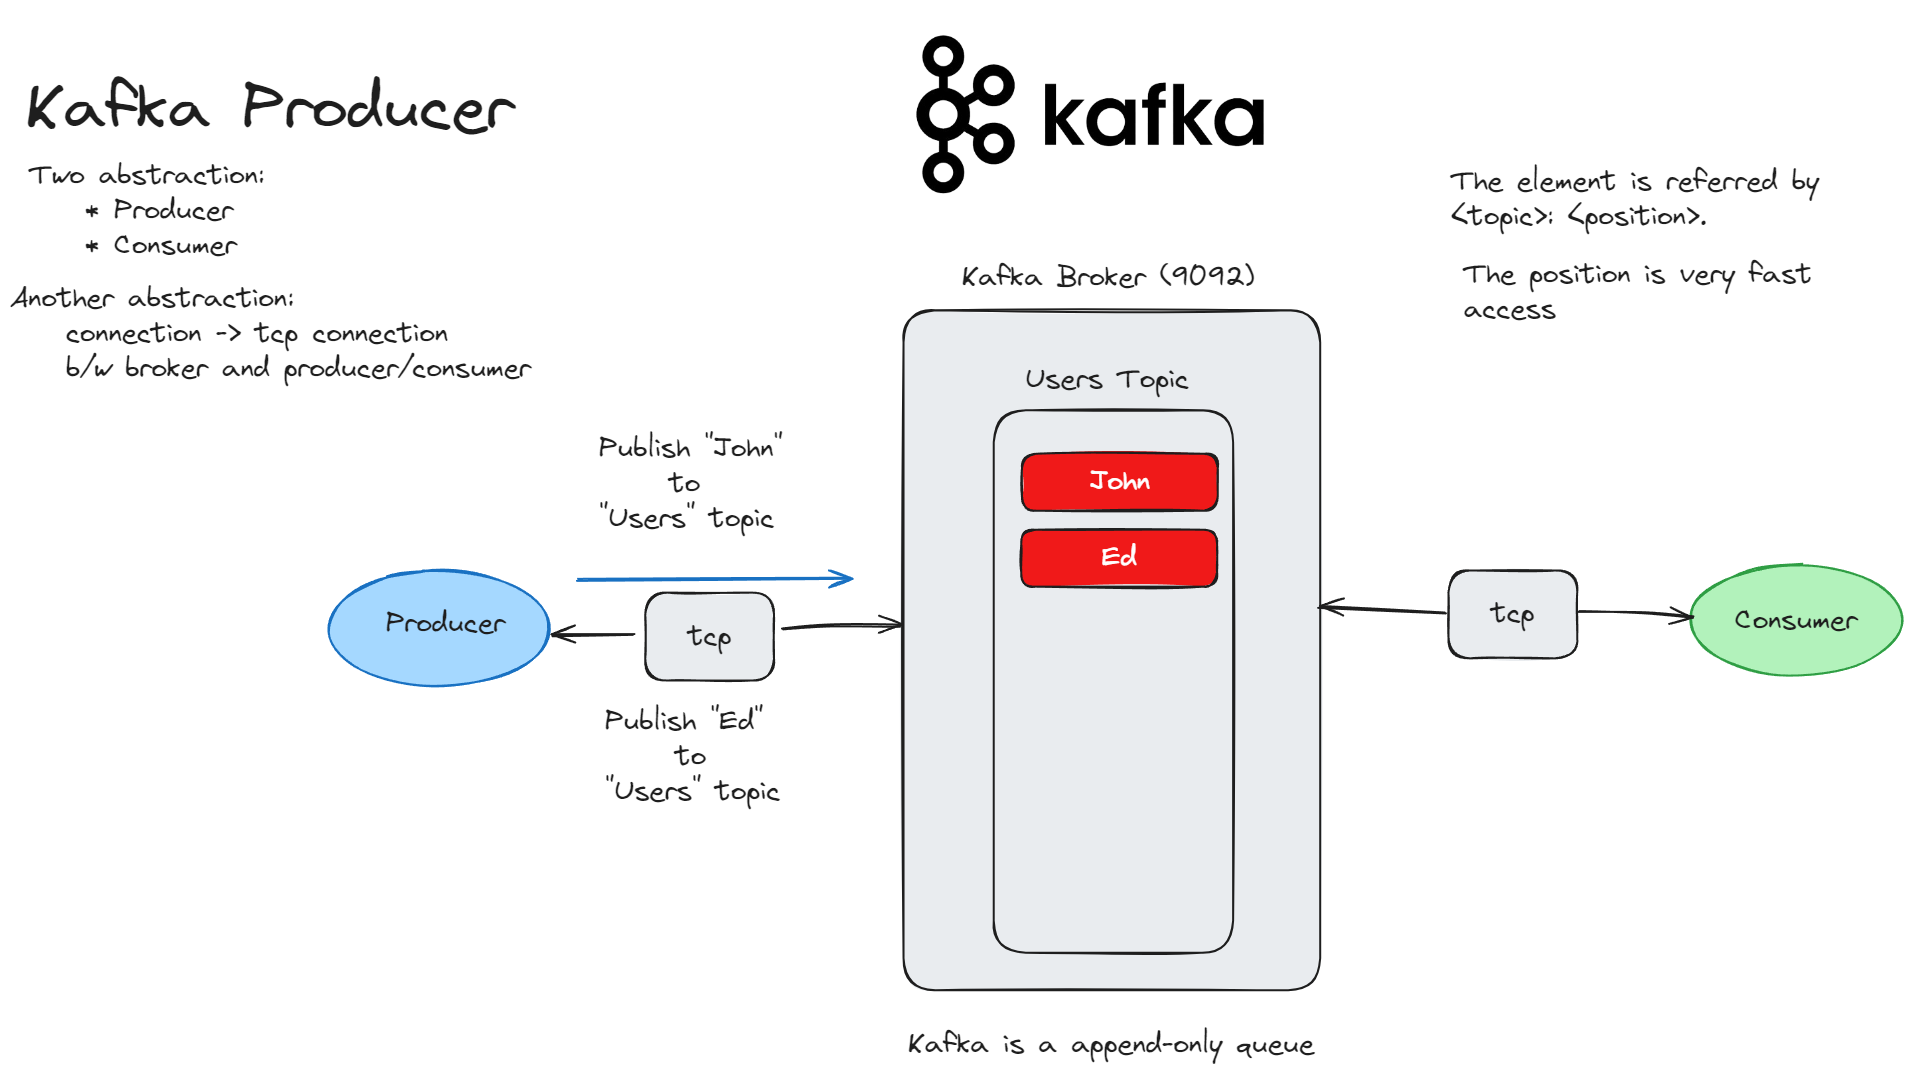 Kafka Producer
Two abstraction:
* Producer
* Consumer
Another abstraction:
connection -> tcp connection
b/w broker and producer/consumer
kafka
The element is referred by
<topic>: <position>.
The position is very fast
access
Kafka Broker (9092)
Users Topic
John
Ed
Publish "John"
to
"Users" topic
Producer
tcp
Publish "Ed"
to
"Users" topic
tcp
Consumer
Kafka is a append-only queue